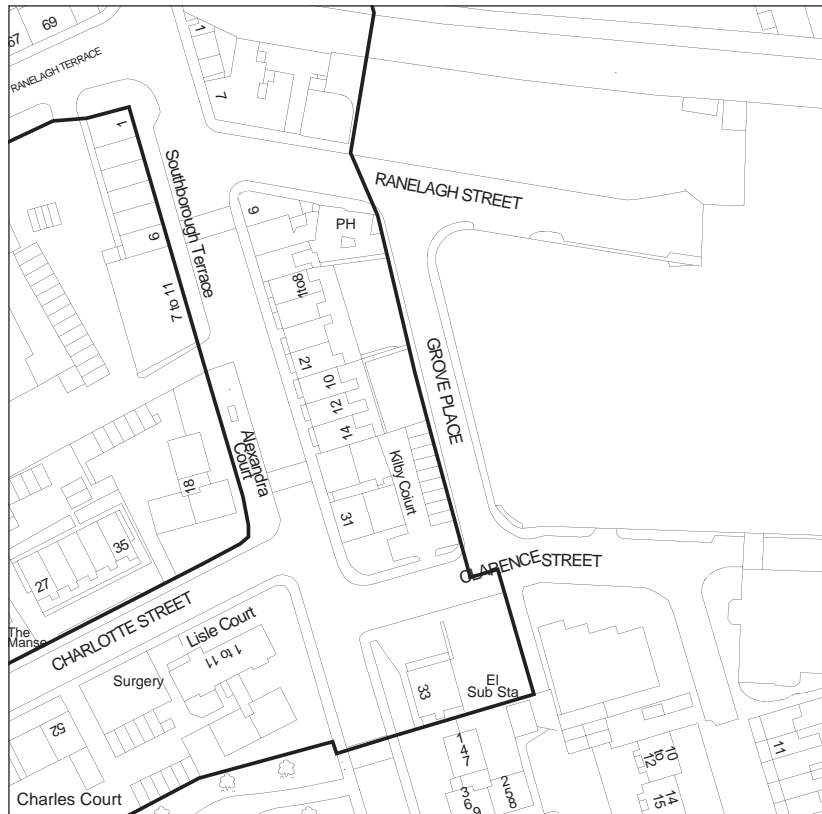 67
69
1
RANELAGH TERRACE
7
1
Southborough Terrace
RANELAGH STREET
9
PH
6
7 to 11
1to8
21
10
12
14
GROVE PLACE
Alexandra
Court
18
Kilby Coiurt
31
35
27
CLARENCE STREET
CHARLOTTE STREET
The
Manse
Lisle Court
1 to 11
Surgery
33
El
Sub Sta
52
1
4
7
10
to
12
11
Charles Court
3
6
9
2
5
8
14
15